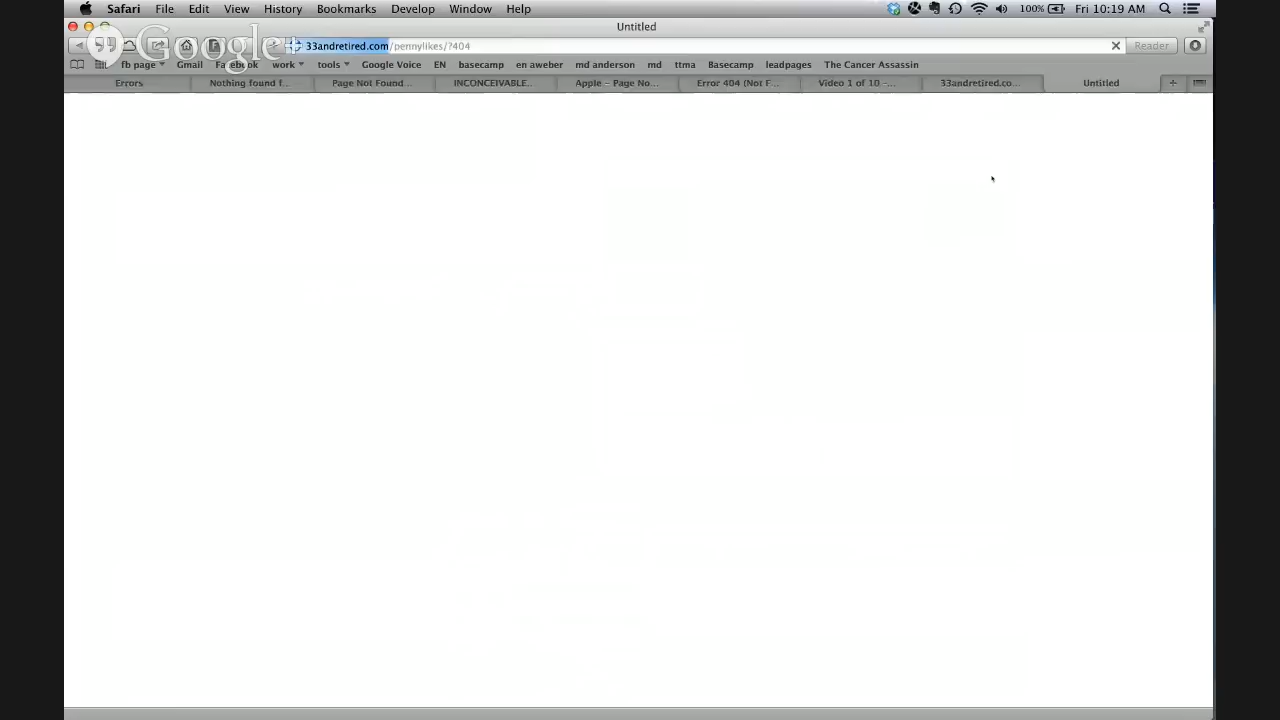 Safari File Edit View History Bookmarks Develop Window Help 100% Fri 10:19 AM
Untitled
Google+
33andretired.com/pennylikes/?404 Reader
fb page Gmail Facebook work tools Google Voice EN basecamp en aweber md anderson md ttma Basecamp leadpages The Cancer Assassin
Errors Nothing found f... Page Not Found INCONCEIVABLE... Apple – Page No... Error 404 (Not F... Video 1 of 10 –... 33andretired.co... Untitled